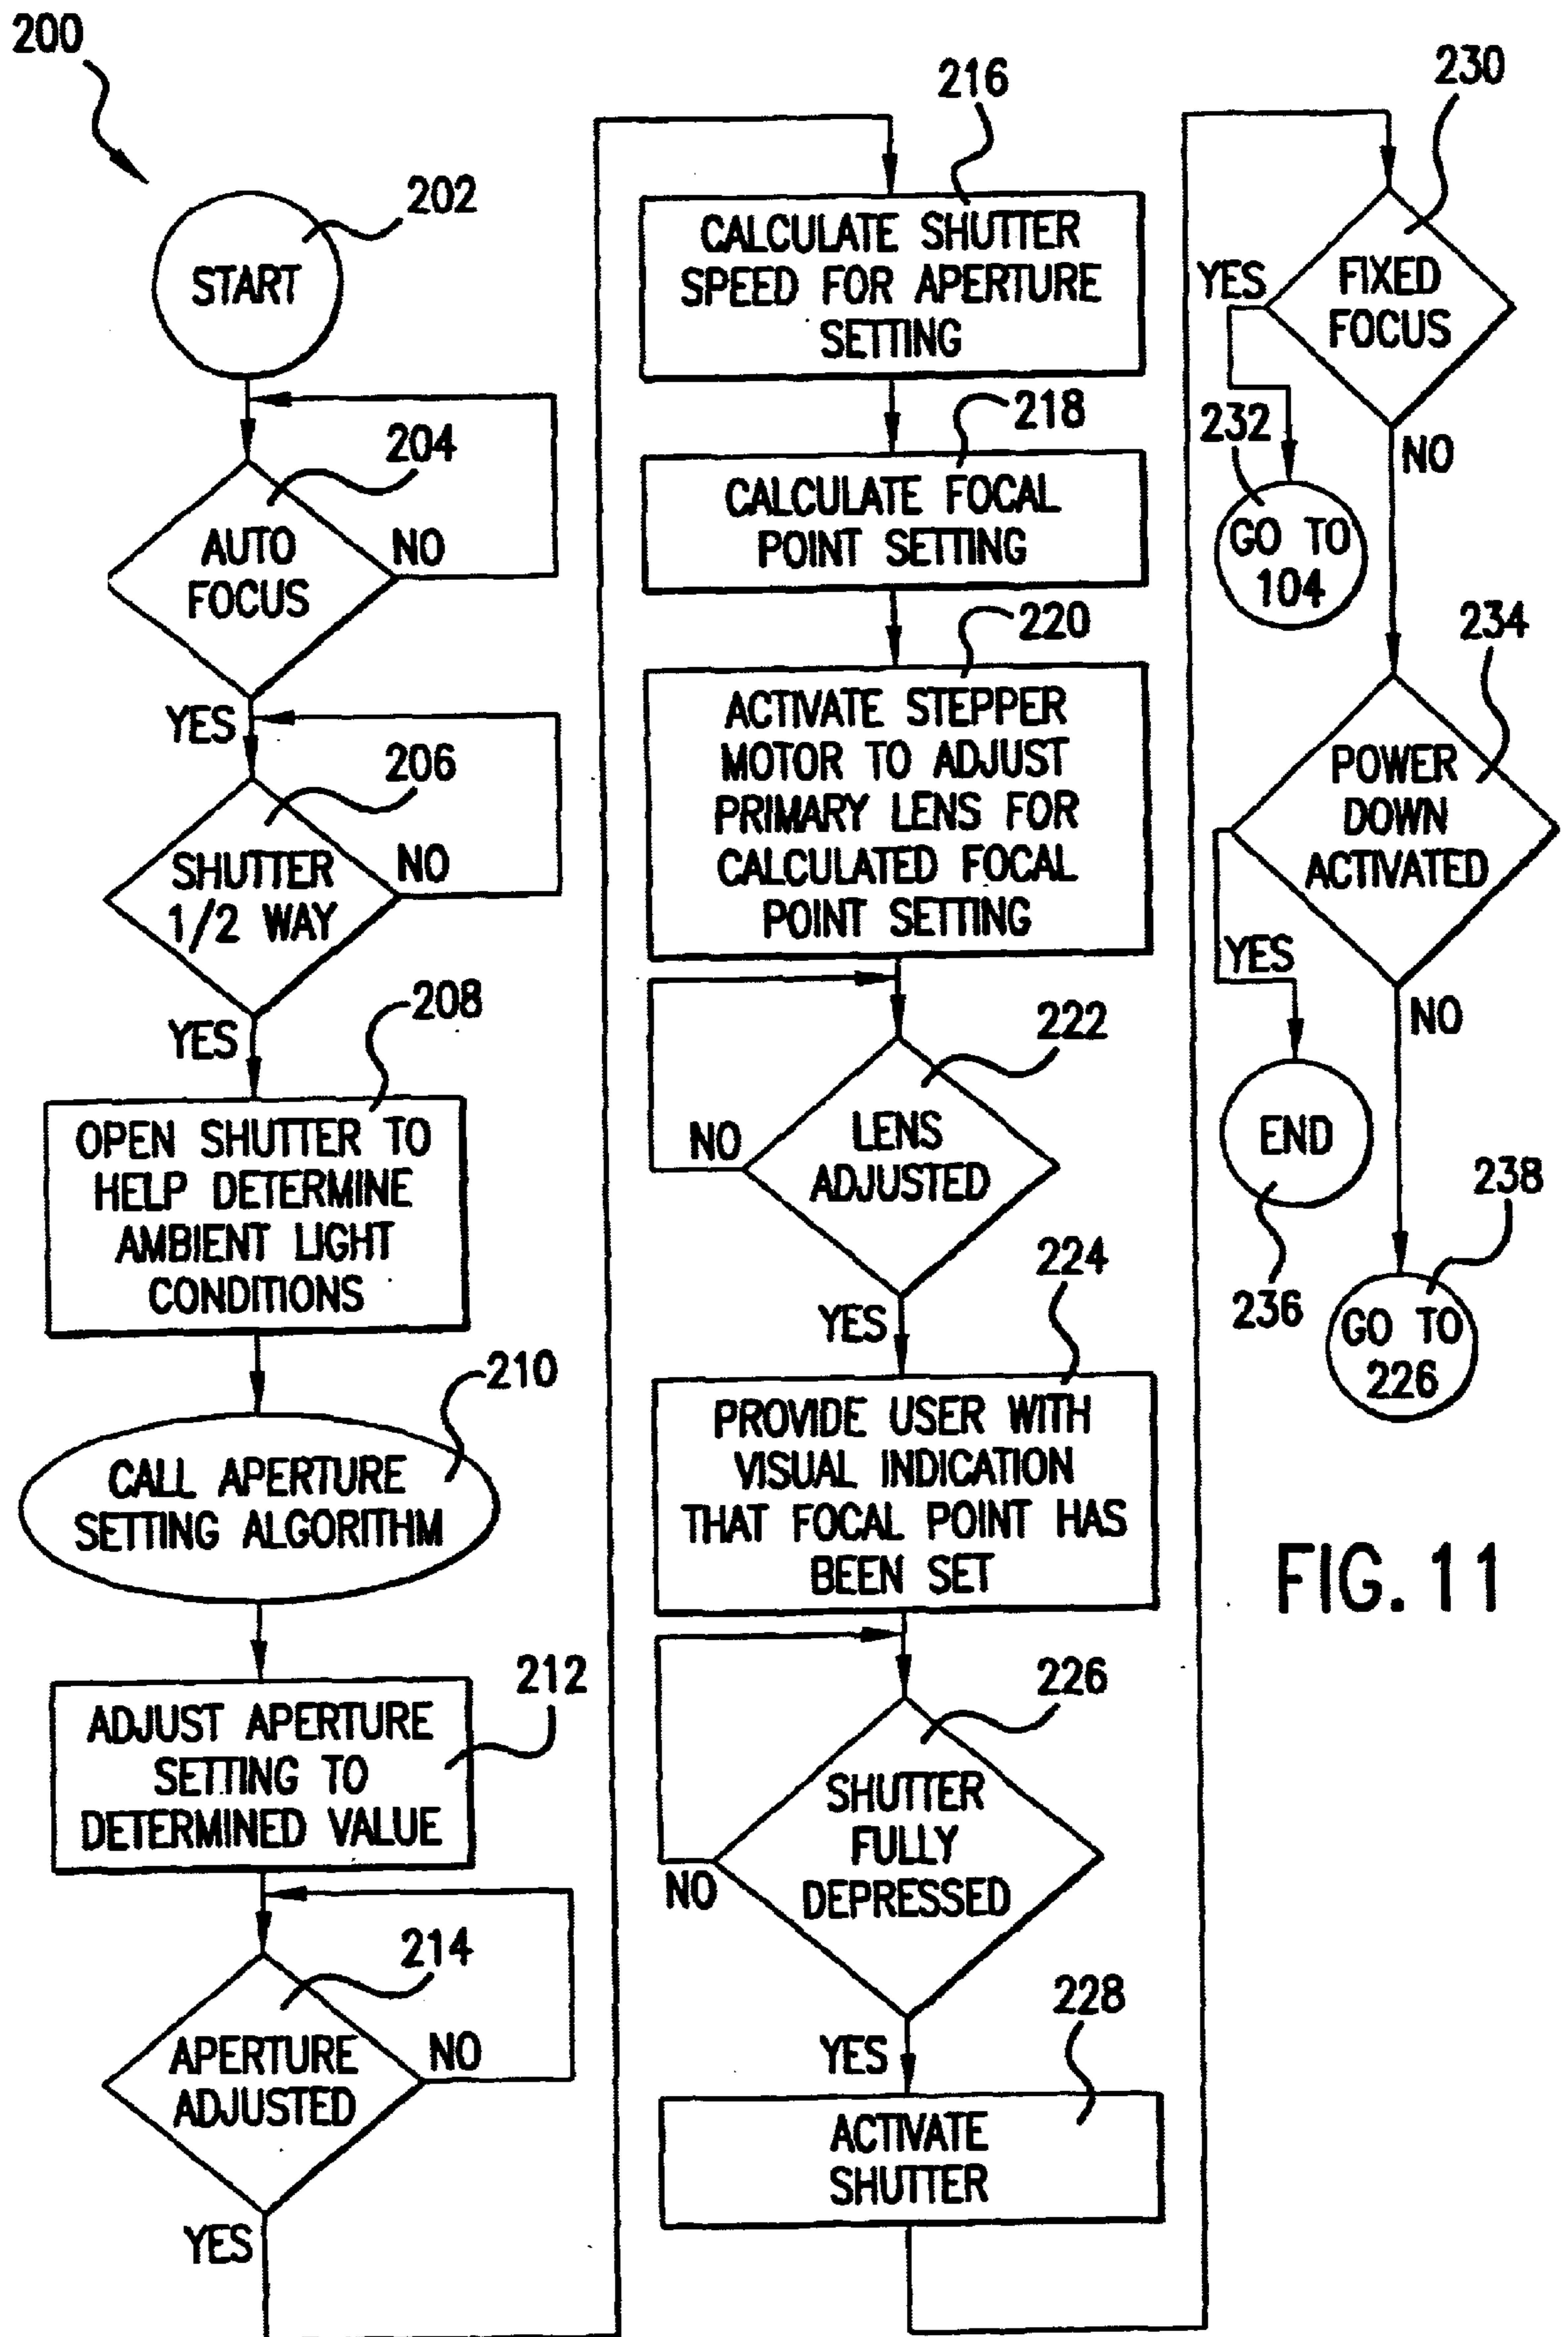 200
202
START
204
AUTO
FOCUS
NO
YES
206
SHUTTER
1/2 WAY
NO
YES
208
OPEN SHUTTER TO
HELP DETERMINE
AMBIENT LIGHT
CONDITIONS
210
CALL APERTURE
SETTING ALGORITHM
212
ADJUST APERTURE
SETTING TO
DETERMINED VALUE
214
APERTURE
ADJUSTED
NO
YES
216
CALCULATE SHUTTER
SPEED FOR APERTURE
SETTING
218
CALCULATE FOCAL
POINT SETTING
220
ACTIVATE STEPPER
MOTOR TO ADJUST
PRIMARY LENS FOR
CALCULATED FOCAL
POINT SETTING
222
LENS
ADJUSTED
NO
YES
224
PROVIDE USER WITH
VISUAL INDICATION
THAT FOCAL POINT HAS
BEEN SET
226
SHUTTER
FULLY
DEPRESSED
NO
YES
228
ACTIVATE
SHUTTER
230
FIXED
FOCUS
YES
NO
232
GO TO
104
234
POWER
DOWN
ACTIVATED
YES
NO
END
236
238
GO TO
226
FIG. 11